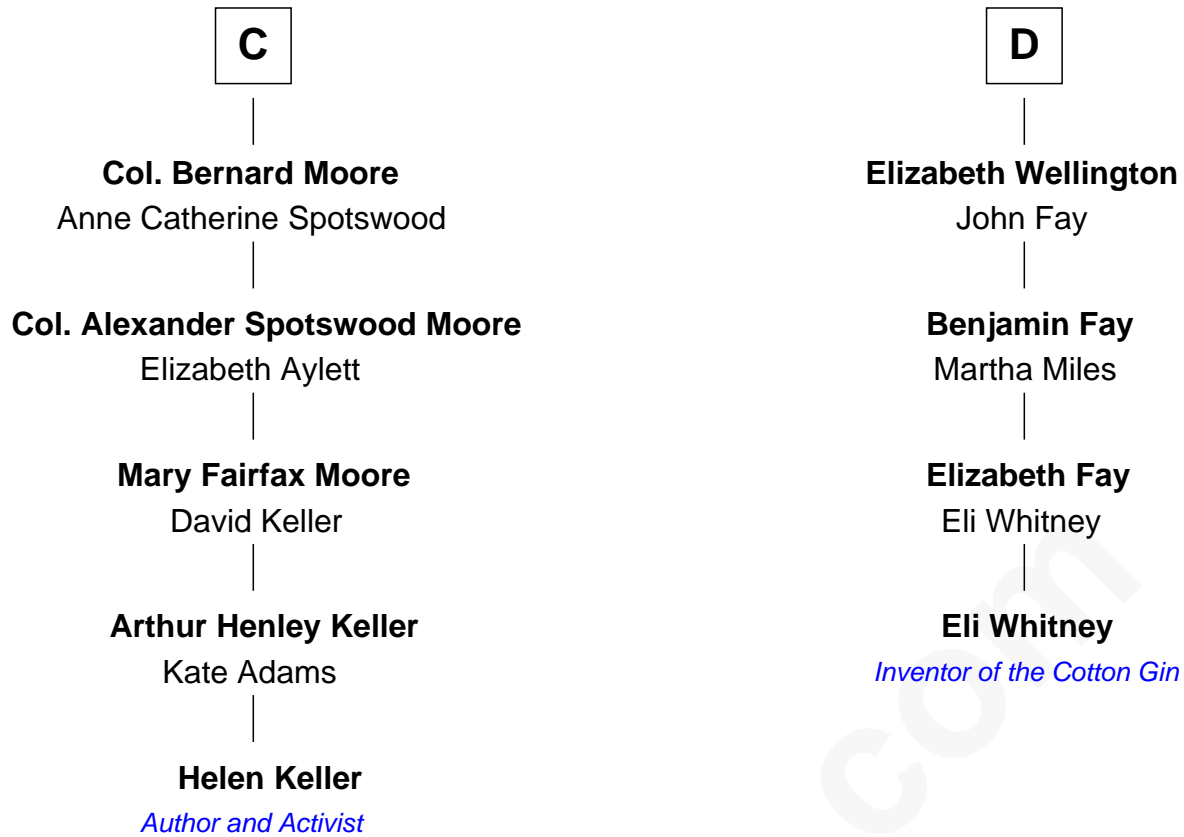 C
Col. Bernard Moore
Anne Catherine Spotswood
Col. Alexander Spotswood Moore
Elizabeth Aylett
Mary Fairfax Moore
David Keller
Arthur Henley Keller
Kate Adams
Helen Keller
Author and Activist
D
Elizabeth Wellington
John Fay
Benjamin Fay
Martha Miles
Elizabeth Fay
Eli Whitney
Eli Whitney
Inventor of the Cotton Gin
com